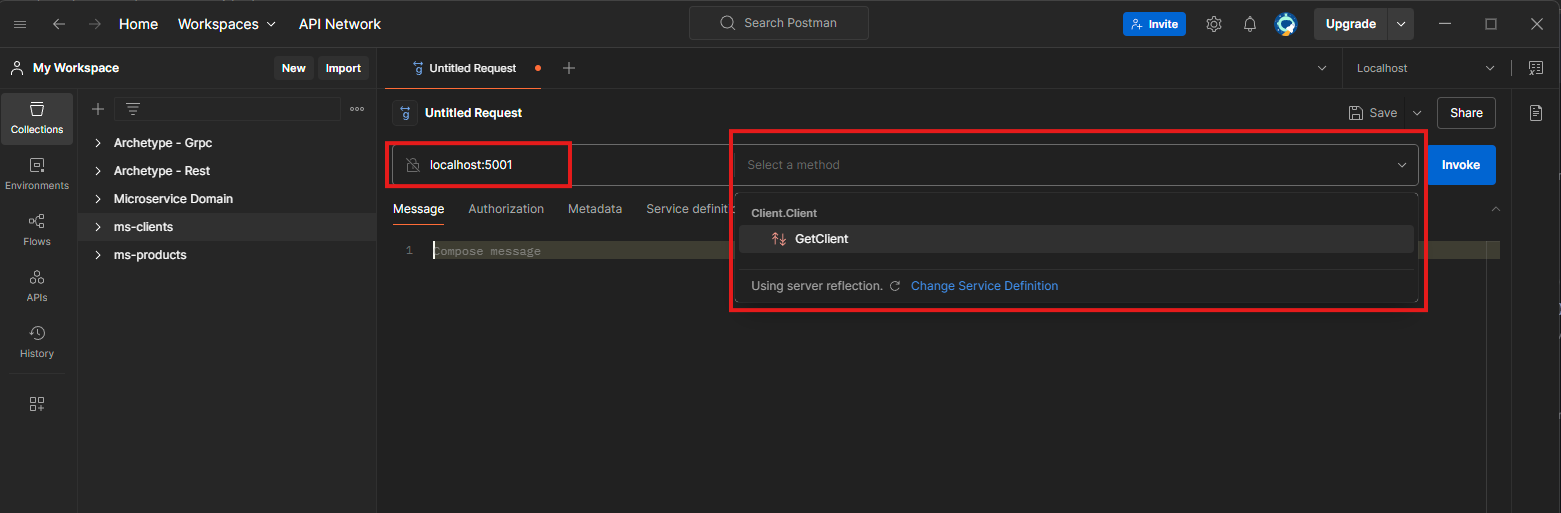 Home Workspaces API Network Search Postman Invite Upgrade
My Workspace New Import Untitled Request Localhost
Collections
Environments
Flows
APIs
History
Archetype - Grpc
Archetype - Rest
Microservice Domain
ms-clients
ms-products
Untitled Request Save Share
localhost:5001 Select a method Invoke
Message Authorization Metadata Service definiti
1 Compose message
Client.Client
GetClient
Using server reflection. Change Service Definition